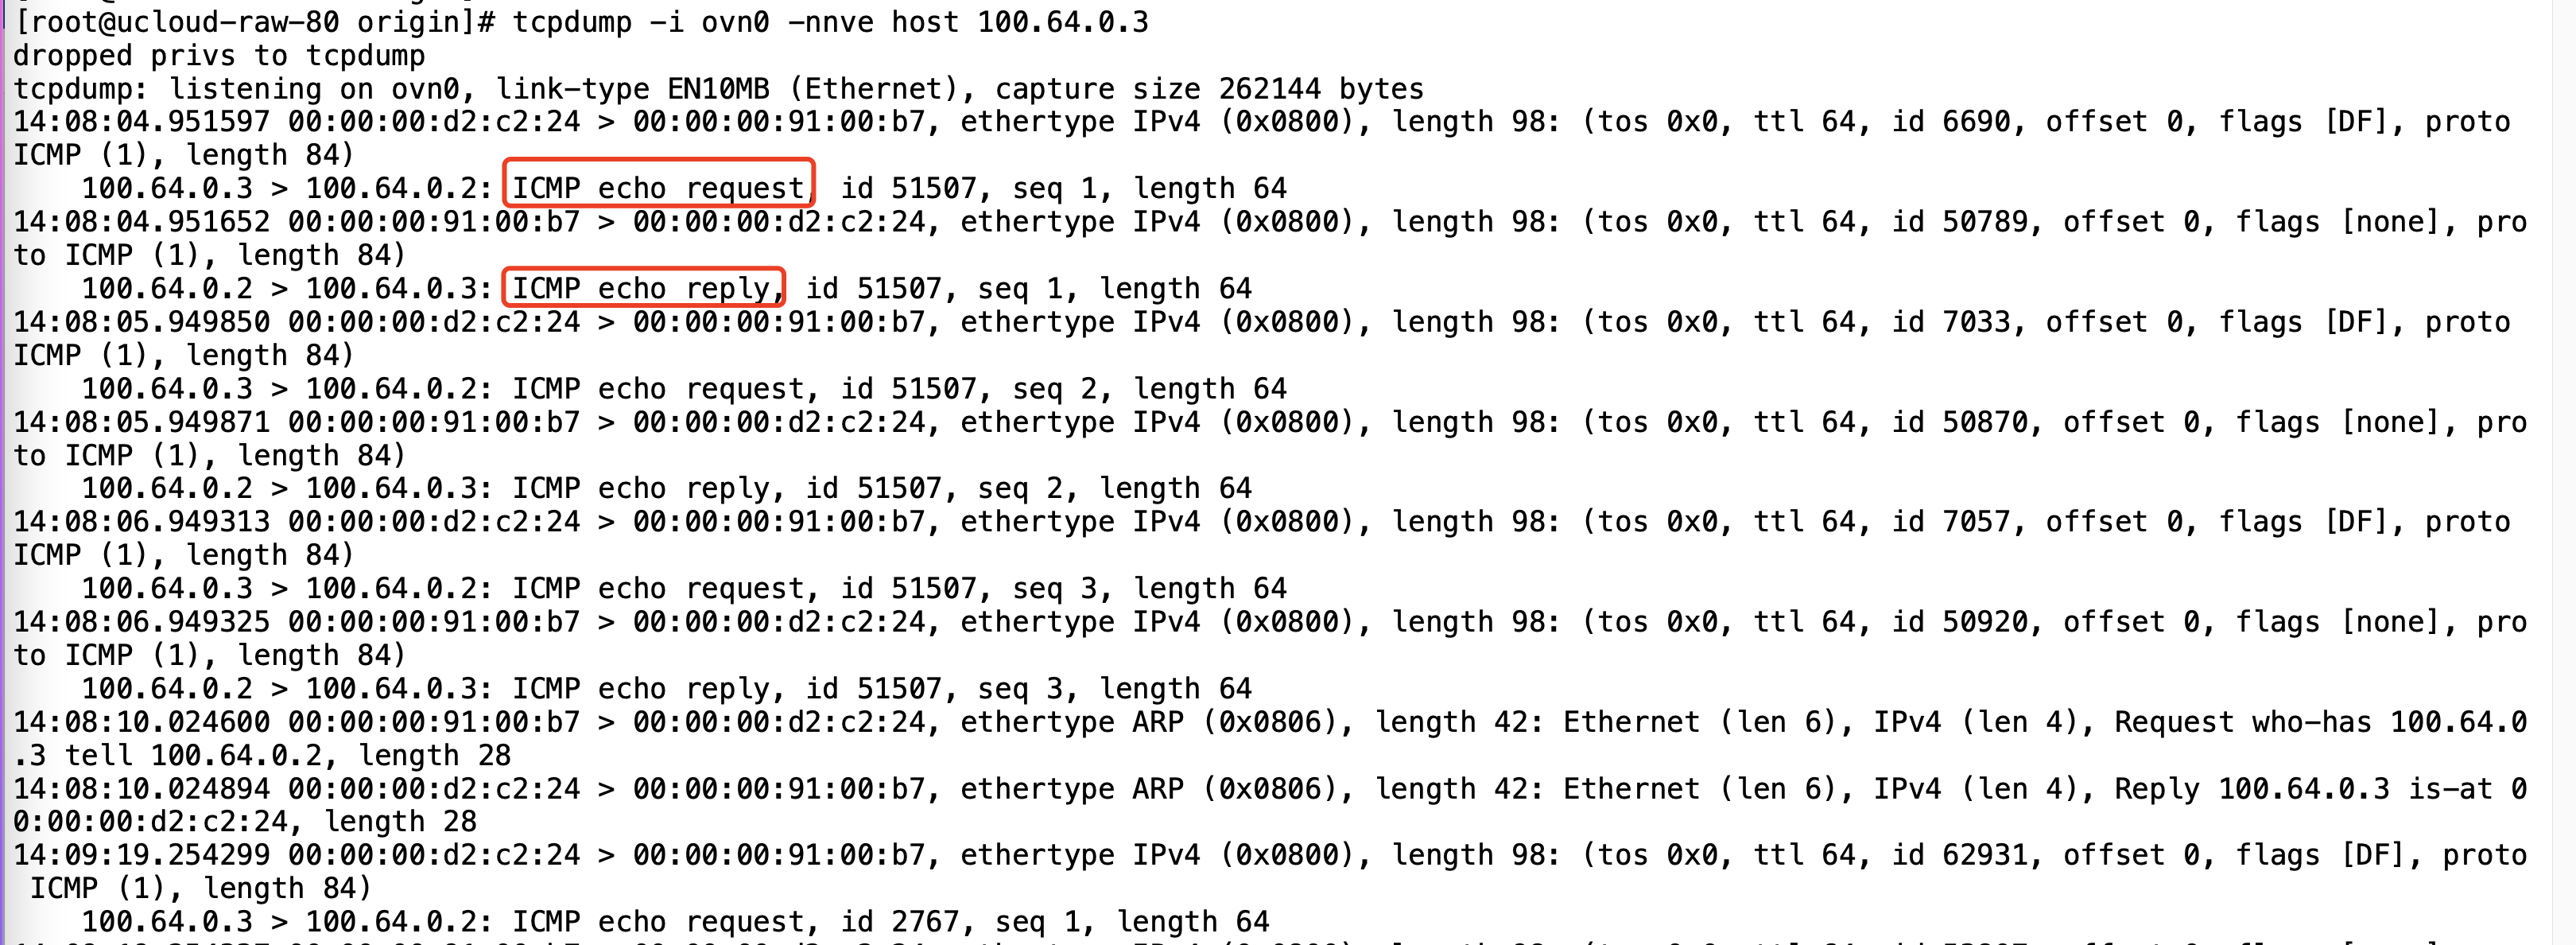 [root@ucloud-raw-80 origin]# tcpdump -i ovn0 -nnve host 100.64.0.3
dropped privs to tcpdump
tcpdump: listening on ovn0, link-type EN10MB (Ethernet), capture size 262144 bytes
14:08:04.951597 00:00:00:d2:c2:24 > 00:00:00:91:00:b7, ethertype IPv4 (0x0800), length 98: (tos 0x0, ttl 64, id 6690, offset 0, flags [DF], proto
ICMP (1), length 84)
100.64.0.3 > 100.64.0.2: ICMP echo request, id 51507, seq 1, length 64
14:08:04.951652 00:00:00:91:00:b7 > 00:00:00:d2:c2:24, ethertype IPv4 (0x0800), length 98: (tos 0x0, ttl 64, id 50789, offset 0, flags [none], pro
to ICMP (1), length 84)
100.64.0.2 > 100.64.0.3: ICMP echo reply, id 51507, seq 1, length 64
14:08:05.949850 00:00:00:d2:c2:24 > 00:00:00:91:00:b7, ethertype IPv4 (0x0800), length 98: (tos 0x0, ttl 64, id 7033, offset 0, flags [DF], proto
ICMP (1), length 84)
100.64.0.3 > 100.64.0.2: ICMP echo request, id 51507, seq 2, length 64
14:08:05.949871 00:00:00:91:00:b7 > 00:00:00:d2:c2:24, ethertype IPv4 (0x0800), length 98: (tos 0x0, ttl 64, id 50870, offset 0, flags [none], pro
to ICMP (1), length 84)
100.64.0.2 > 100.64.0.3: ICMP echo reply, id 51507, seq 2, length 64
14:08:06.949313 00:00:00:d2:c2:24 > 00:00:00:91:00:b7, ethertype IPv4 (0x0800), length 98: (tos 0x0, ttl 64, id 7057, offset 0, flags [DF], proto
ICMP (1), length 84)
100.64.0.3 > 100.64.0.2: ICMP echo request, id 51507, seq 3, length 64
14:08:06.949325 00:00:00:91:00:b7 > 00:00:00:d2:c2:24, ethertype IPv4 (0x0800), length 98: (tos 0x0, ttl 64, id 50920, offset 0, flags [none], pro
to ICMP (1), length 84)
100.64.0.2 > 100.64.0.3: ICMP echo reply, id 51507, seq 3, length 64
14:08:10.024600 00:00:00:91:00:b7 > 00:00:00:d2:c2:24, ethertype ARP (0x0806), length 42: Ethernet (len 6), IPv4 (len 4), Request who-has 100.64.0
.3 tell 100.64.0.2, length 28
14:08:10.024894 00:00:00:d2:c2:24 > 00:00:00:91:00:b7, ethertype ARP (0x0806), length 42: Ethernet (len 6), IPv4 (len 4), Reply 100.64.0.3 is-at 0
0:00:00:d2:c2:24, length 28
14:09:19.254299 00:00:00:d2:c2:24 > 00:00:00:91:00:b7, ethertype IPv4 (0x0800), length 98: (tos 0x0, ttl 64, id 62931, offset 0, flags [DF], proto
ICMP (1), length 84)
100.64.0.3 > 100.64.0.2: ICMP echo request, id 2767, seq 1, length 64